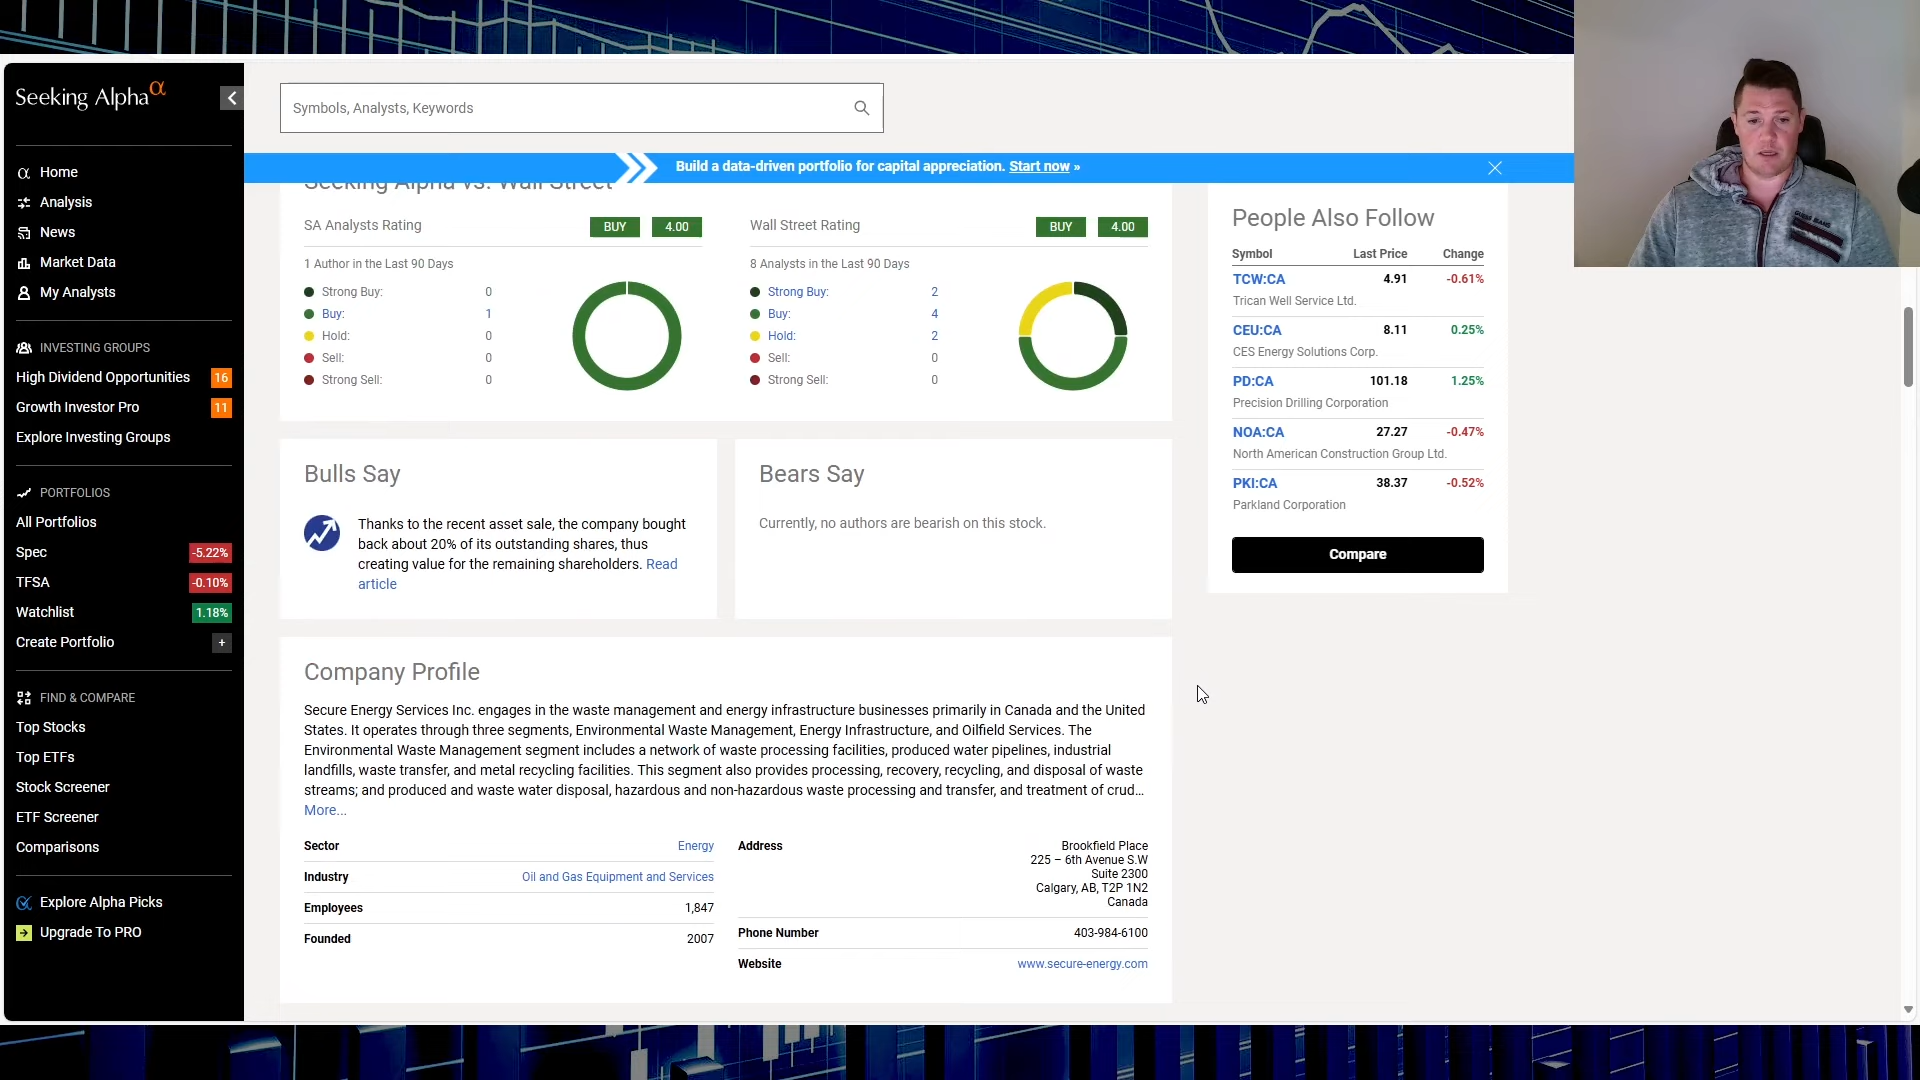 Seeking Alpha α
Home
Analysis
News
Market Data
My Analysts
INVESTING GROUPS
High Dividend Opportunities 16
Growth Investor Pro 11
Explore Investing Groups
PORTFOLIOS
All Portfolios
Spec -5.22%
TFSA -0.10%
Watchlist 1.18%
Create Portfolio +
FIND & COMPARE
Top Stocks
Top ETFs
Stock Screener
ETF Screener
Comparisons
Explore Alpha Picks
Upgrade To PRO
Symbols, Analysts, Keywords
Build a data-driven portfolio for capital appreciation. Start now »
Seeking Alpha vs. Wall Street
SA Analysts Rating BUY 4.00
1 Author in the Last 90 Days
Strong Buy: 0
Buy: 1
Hold: 0
Sell: 0
Strong Sell: 0
Wall Street Rating BUY 4.00
8 Analysts in the Last 90 Days
Strong Buy: 2
Buy: 4
Hold: 2
Sell: 0
Strong Sell: 0
Bulls Say
Thanks to the recent asset sale, the company bought
back about 20% of its outstanding shares, thus
creating value for the remaining shareholders. Read
article
Bears Say
Currently, no authors are bearish on this stock.
Company Profile
Secure Energy Services Inc. engages in the waste management and energy infrastructure businesses primarily in Canada and the United
States. It operates through three segments, Environmental Waste Management, Energy Infrastructure, and Oilfield Services. The
Environmental Waste Management segment includes a network of waste processing facilities, produced water pipelines, industrial
landfills, waste transfer, and metal recycling facilities. This segment also provides processing, recovery, recycling, and disposal of waste
streams; and produced and waste water disposal, hazardous and non-hazardous waste processing and transfer, and treatment of crud...
More...
Sector Energy
Industry Oil and Gas Equipment and Services
Employees 1,847
Founded 2007
Address Brookfield Place
225 – 6th Avenue S.W
Suite 2300
Calgary, AB, T2P 1N2
Canada
Phone Number 403-984-6100
Website www.secure-energy.com
People Also Follow
Symbol Last Price Change
TCW:CA 4.91 -0.61%
Trican Well Service Ltd.
CEU:CA 8.11 0.25%
CES Energy Solutions Corp.
PD:CA 101.18 1.25%
Precision Drilling Corporation
NOA:CA 27.27 -0.47%
North American Construction Group Ltd.
PKI:CA 38.37 -0.52%
Parkland Corporation
Compare